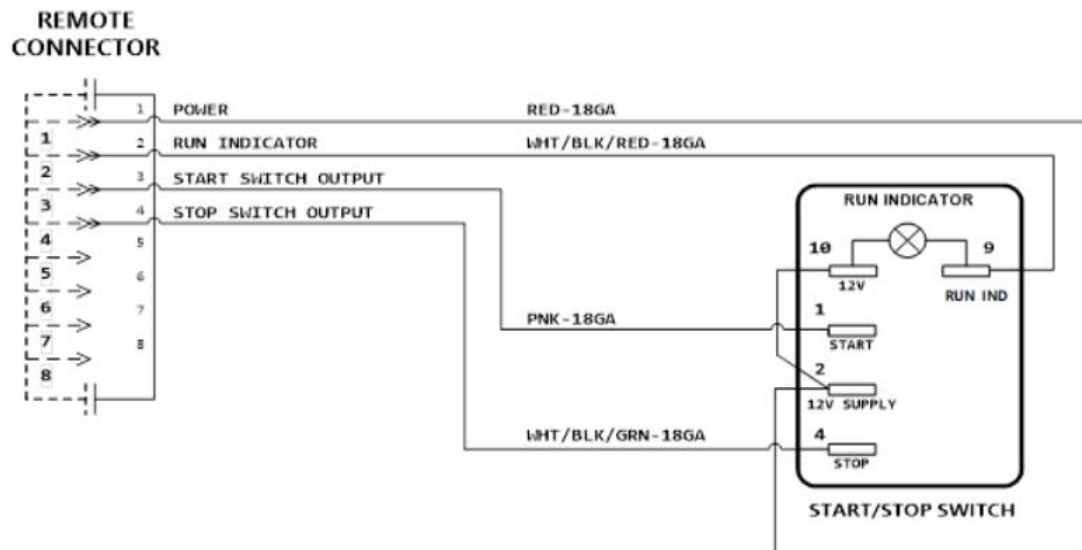 REMOTE
CONNECTOR
1 POWER RED-18GA
1
2 RUN INDICATOR WHT/BLK/RED-18GA
2
3 START SWITCH OUTPUT
3
4 STOP SWITCH OUTPUT
4
5
5
6
6
7
7
8
8
RUN INDICATOR
10 9
12V RUN IND
PNK-18GA
1
START
2
12V SUPPLY
WHT/BLK/GRN-18GA
4
STOP
START/STOP SWITCH